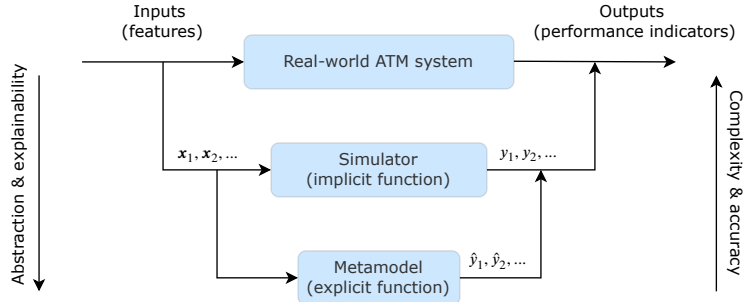 Inputs
(features)
Outputs
(performance indicators)
Real-world ATM system
Abstraction & explainability
Complexity & accuracy
x₁, x₂, ...
Simulator
(implicit function)
y₁, y₂, ...
Metamodel
(explicit function)
ŷ₁, ŷ₂, ...